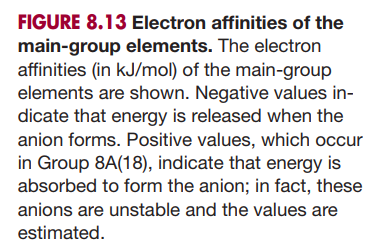 FIGURE 8.13 Electron affinities of the
main-group elements. The electron
affinities (in kJ/mol) of the main-group
elements are shown. Negative values in-
dicate that energy is released when the
anion forms. Positive values, which occur
in Group 8A(18), indicate that energy is
absorbed to form the anion; in fact, these
anions are unstable and the values are
estimated.